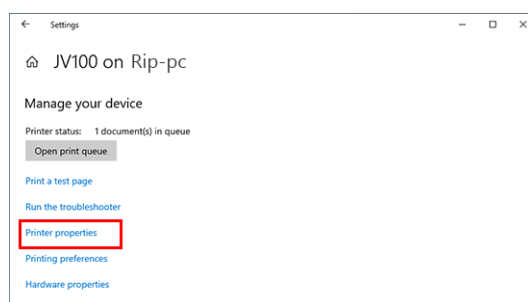 Settings
JV100 on Rip-pc
Manage your device
Printer status: 1 document(s) in queue
Open print queue
Print a test page
Run the troubleshooter
Printer properties
Printing preferences
Hardware properties